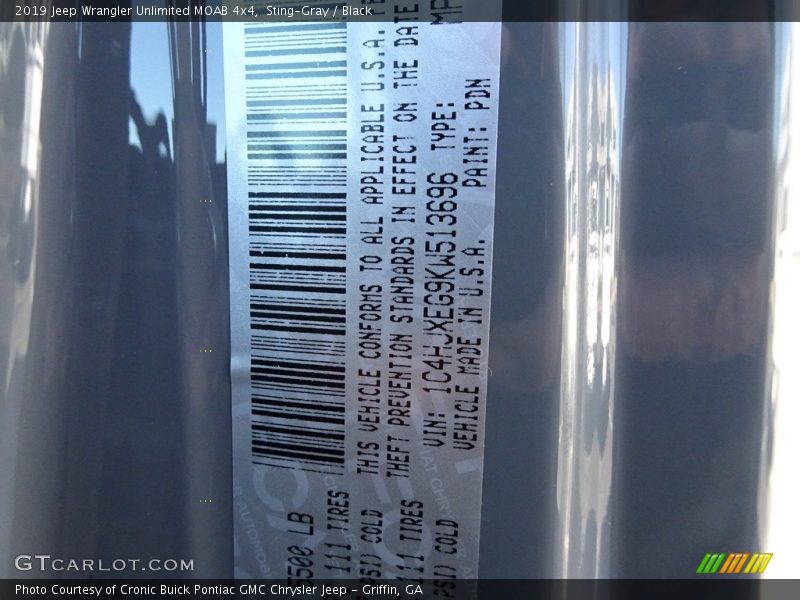 2019 Jeep Wrangler Unlimited MOAB 4x4, Sting-Gray / Black
THIS VEHICLE CONFORMS TO ALL APPLICABLE U.S.A.
THEFT PREVENTION STANDARDS IN EFFECT ON THE DATE
VIN: 1C4HJXEG9KW513696 TYPE:
VEHICLE MADE IN U.S.A. PAINT: PDN
LB
111 TIRES
COLD
111 TIRES
COLD
GTCARLOT.COM
Photo Courtesy of Cronic Buick Pontiac GMC Chrysler Jeep - Griffin, GA